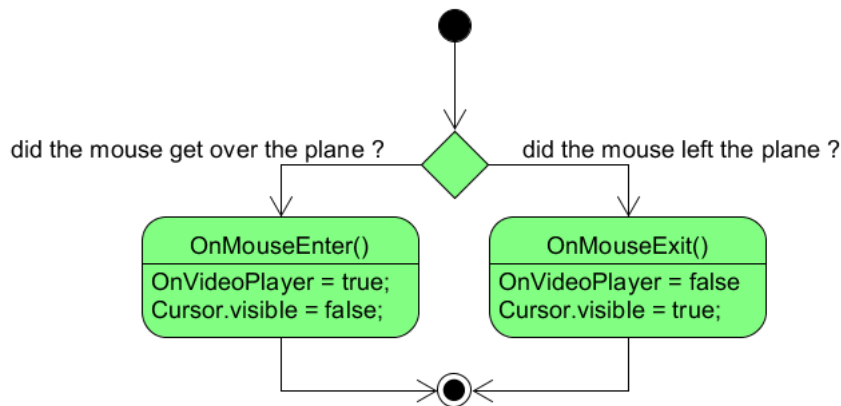 did the mouse get over the plane ?
did the mouse left the plane ?
OnMouseEnter()
OnVideoPlayer = true;
Cursor.visible = false;
OnMouseExit()
OnVideoPlayer = false
Cursor.visible = true;